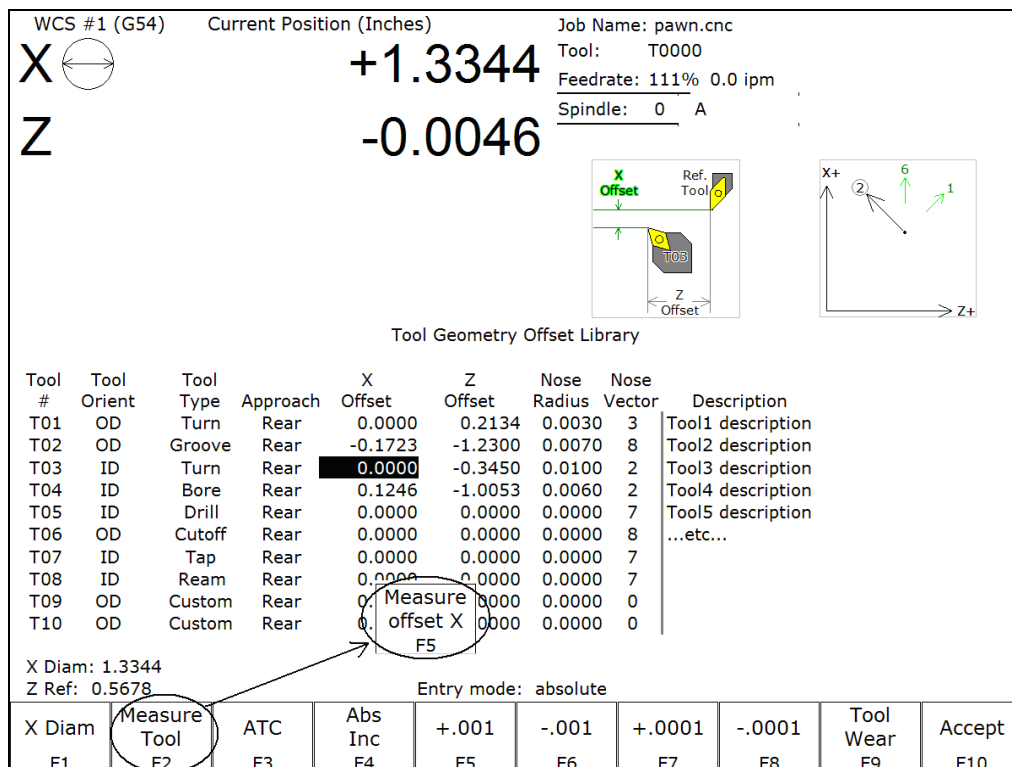 WCS #1 (G54) Current Position (Inches) Job Name: pawn.cnc
X +1.3344 Tool: T0000
Feedrate: 111% 0.0 ipm
Z -0.0046 Spindle: 0 A
X Offset
Ref. Tool
T03
Z Offset
X+
2
6
1
Z+
Tool Geometry Offset Library
Tool Tool Tool X Z Nose Nose
# Orient Type Approach Offset Offset Radius Vector Description
T01 OD Turn Rear 0.0000 0.2134 0.0030 3 Tool1 description
T02 OD Groove Rear -0.1723 -1.2300 0.0070 8 Tool2 description
T03 ID Turn Rear 0.0000 -0.3450 0.0100 2 Tool3 description
T04 ID Bore Rear 0.1246 -1.0053 0.0060 2 Tool4 description
T05 ID Drill Rear 0.0000 0.0000 0.0000 7 Tool5 description
T06 OD Cutoff Rear 0.0000 0.0000 0.0000 8 ...etc...
T07 ID Tap Rear 0.0000 0.0000 0.0000 7
T08 ID Ream Rear 0.0000 0.0000 0.0000 7
T09 OD Custom Rear 0. 0000 0.0000 0
T10 OD Custom Rear 0. 0000 0.0000 0
Measure
offset X
F5
X Diam: 1.3344
Z Ref: 0.5678 Entry mode: absolute
X Diam Measure Tool ATC Abs Inc +.001 -.001 +.0001 -.0001 Tool Wear Accept
F1 F2 F3 F4 F5 F6 F7 F8 F9 F10